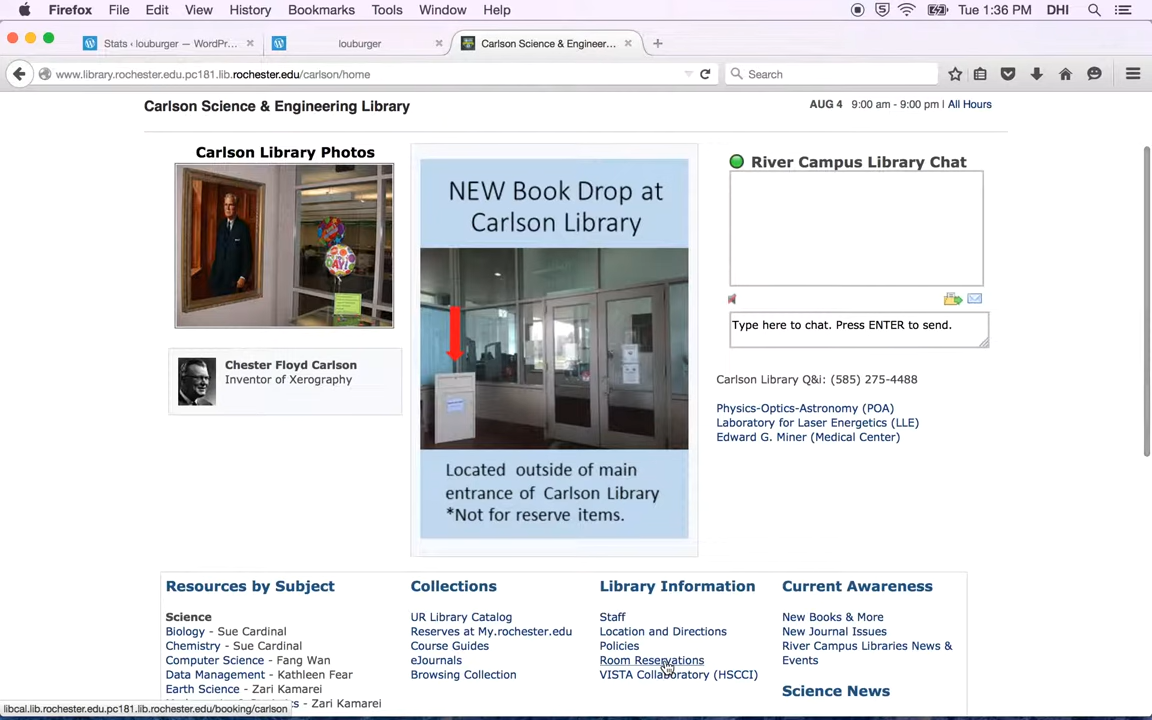 Firefox File Edit View History Bookmarks Tools Window Help Tue 1:36 PM DHI
Stats ‹ louburger — WordPr... louburger Carlson Science & Engineer...
www.library.rochester.edu.pc181.lib.rochester.edu/carlson/home Search
Carlson Science & Engineering Library
AUG 4 9:00 am - 9:00 pm | All Hours
Carlson Library Photos
Chester Floyd Carlson
Inventor of Xerography
NEW Book Drop at
Carlson Library
Located outside of main
entrance of Carlson Library
*Not for reserve items.
River Campus Library Chat
Type here to chat. Press ENTER to send.
Carlson Library Q&i: (585) 275-4488
Physics-Optics-Astronomy (POA)
Laboratory for Laser Energetics (LLE)
Edward G. Miner (Medical Center)
Resources by Subject
Science
Biology - Sue Cardinal
Chemistry - Sue Cardinal
Computer Science - Fang Wan
Data Management - Kathleen Fear
Earth Science - Zari Kamarei
Zari Kamarei
Collections
UR Library Catalog
Reserves at My.rochester.edu
Course Guides
eJournals
Browsing Collection
Library Information
Staff
Location and Directions
Policies
Room Reservations
VISTA Collaboratory (HSCCI)
Current Awareness
New Books & More
New Journal Issues
River Campus Libraries News &
Events
Science News
libcal.lib.rochester.edu.pc181.lib.rochester.edu/booking/carlson